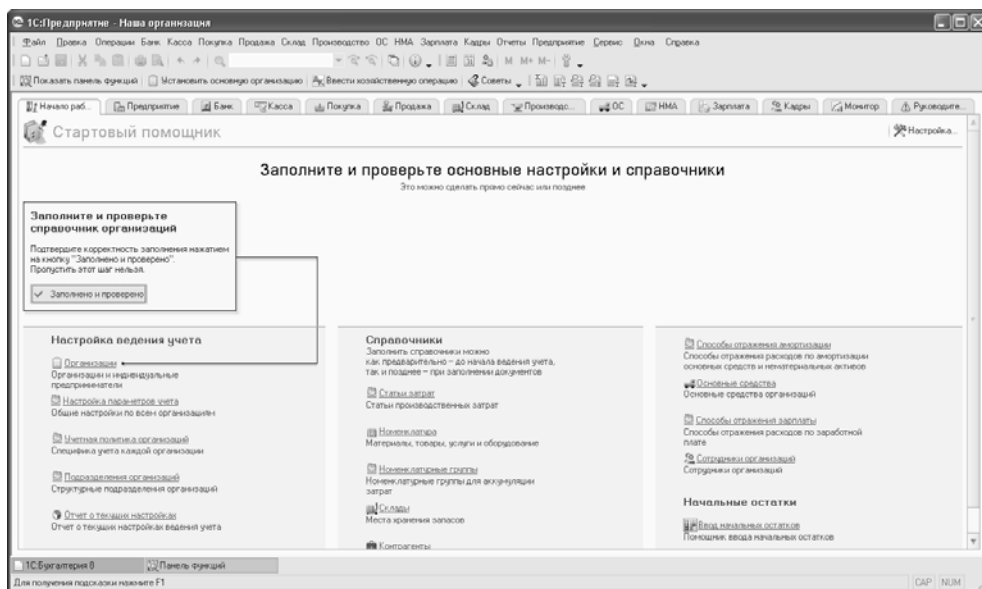 1С:Предприятие - Наша организация
Файл Правка Операции Банк Касса Покупка Продажа Склад Производство ОС НМА Зарплата Кадры Отчеты Предприятие Сервис Окна Справка
M M+ M-
Показать панель функций Установить основную организацию Ввести хозяйственную операцию Советы
Начало раб... Предприятие Банк Касса Покупка Продажа Склад Производс... ОС НМА Зарплата Кадры Монитор Руководите...
Стартовый помощник
Настройка...
Заполните и проверьте основные настройки и справочники
Это можно сделать прямо сейчас или позднее
Заполните и проверьте
справочник организаций
Подтвердите корректность заполнения нажатием
на кнопку "Заполнено и проверено".
Пропустить этот шаг нельзя.
Заполнено и проверено
Настройка ведения учета
Организации
Организации и индивидуальные
предприниматели
Настройка параметров учета
Общие настройки по всем организациям
Учетная политика организаций
Специфика учета каждой организации
Подразделения организаций
Структурные подразделения организаций
Отчет о текущих настройках
Отчет о текущих настройках ведения учета
Справочники
Заполнить справочники можно
как предварительно – до начала ведения учета,
так и позднее – при заполнении документов
Статьи затрат
Статьи производственных затрат
Номенклатура
Материалы, товары, услуги и оборудование
Номенклатурные группы
Номенклатурные группы для аккумуляции
затрат
Склады
Места хранения запасов
Контрагенты
Способы отражения амортизации
Способы отражения расходов по амортизации
основных средств и нематериальных активов
Основные средства
Основные средства организаций
Способы отражения зарплаты
Способы отражения расходов по заработной
плате
Сотрудники организаций
Сотрудники организаций
Начальные остатки
Ввод начальных остатков
Помощник ввода начальных остатков
1С:Бухгалтерия 8 Панель функций
Для получения подсказки нажмите F1
CAP NUM